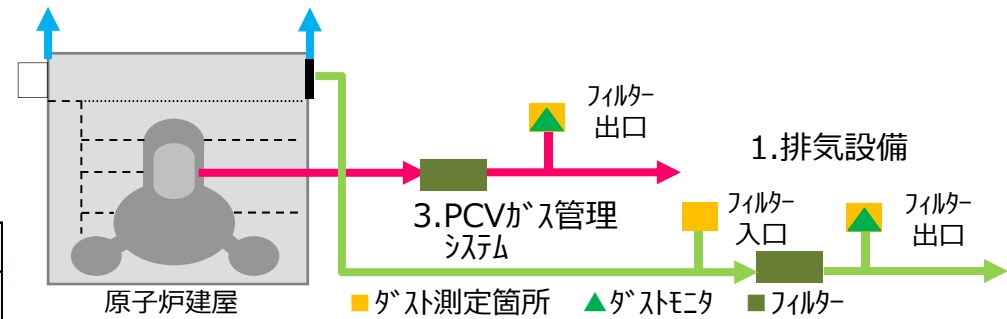 ﾌｨﾙﾀｰ
出口
1.排気設備
3.PCVｶﾞｽ管理
ｼｽﾃﾑ
ﾌｨﾙﾀｰ
入口
ﾌｨﾙﾀｰ
出口
原子炉建屋
■ﾀﾞｽﾄ測定箇所 ▲ﾀﾞｽﾄﾓﾆﾀ ■ﾌｨﾙﾀｰ